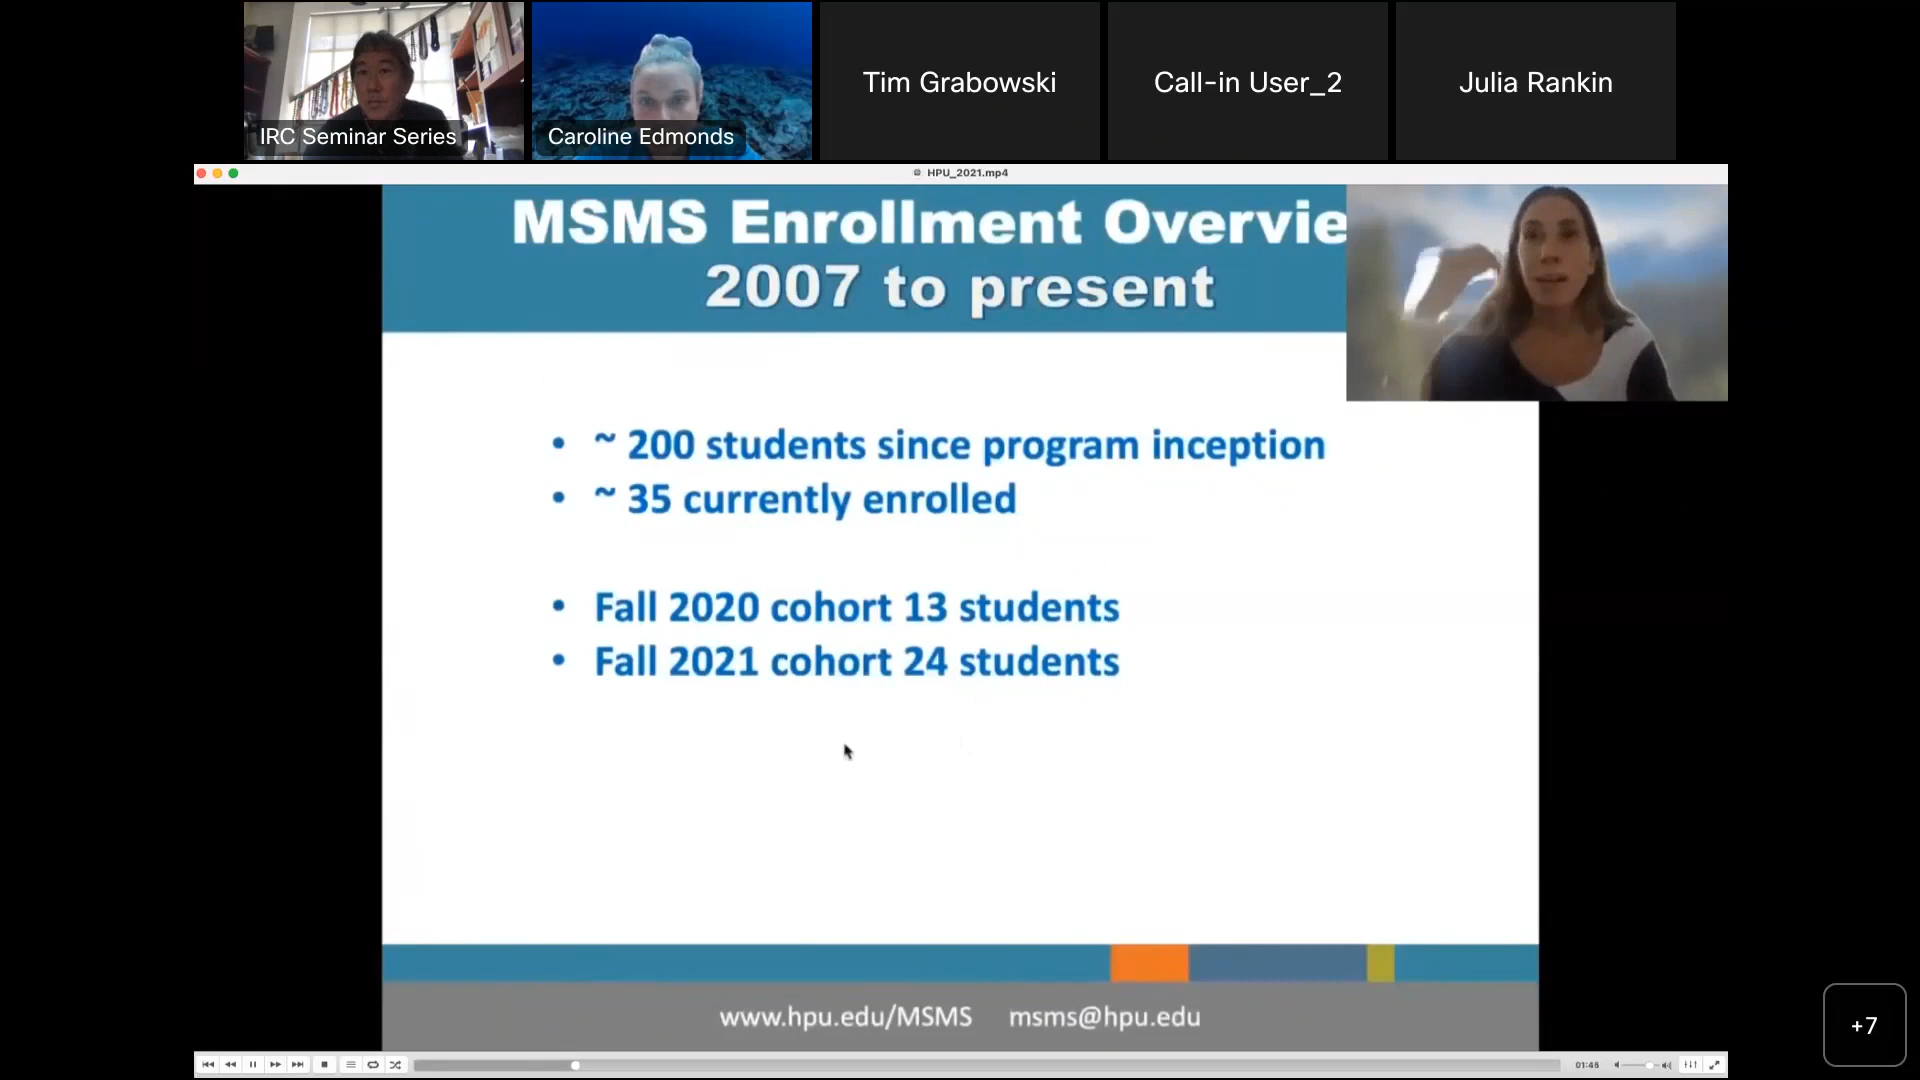 IRC Seminar Series
Caroline Edmonds
Tim Grabowski
Call-in User_2
Julia Rankin
HPU_2021.mp4
MSMS Enrollment Overvie
2007 to present
• ~ 200 students since program inception
• ~ 35 currently enrolled
• Fall 2020 cohort 13 students
• Fall 2021 cohort 24 students
www.hpu.edu/MSMS msms@hpu.edu
+7
01:45